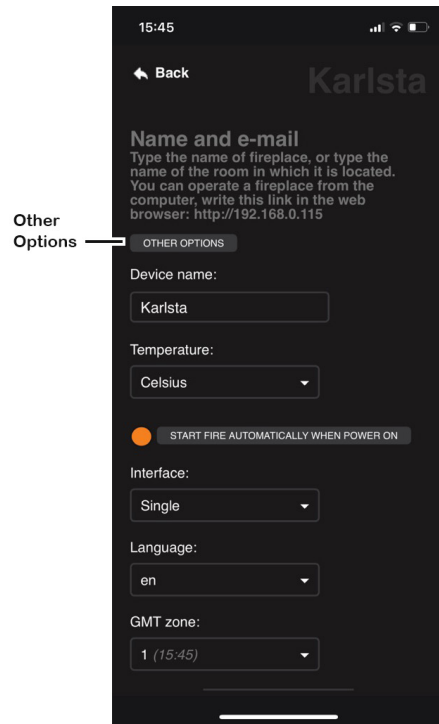 15:45
Back
Karlsta
Name and e-mail
Type the name of fireplace, or type the
name of the room in which it is located.
You can operate a fireplace from the
computer, write this link in the web
browser: http://192.168.0.115
Other
Options
OTHER OPTIONS
Device name:
Karlsta
Temperature:
Celsius
START FIRE AUTOMATICALLY WHEN POWER ON
Interface:
Single
Language:
en
GMT zone:
1 (15:45)